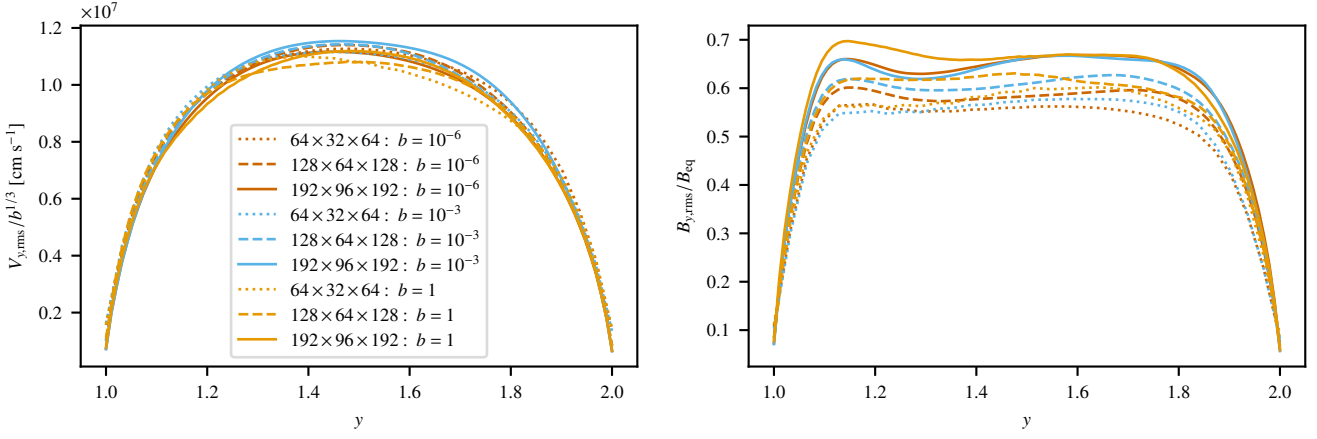 ×10⁷
1.2
1.0
0.8
0.6
0.4
0.2
V_{y,rms}/b^{1/3} [cm s⁻¹]
64×32×64: b = 10⁻⁶
128×64×128: b = 10⁻⁶
192×96×192: b = 10⁻⁶
64×32×64: b = 10⁻³
128×64×128: b = 10⁻³
192×96×192: b = 10⁻³
64×32×64: b = 1
128×64×128: b = 1
192×96×192: b = 1
1.0 1.2 1.4 1.6 1.8 2.0
y
0.7
0.6
0.5
0.4
0.3
0.2
0.1
B_{y,rms}/B_{eq}
1.0 1.2 1.4 1.6 1.8 2.0
y